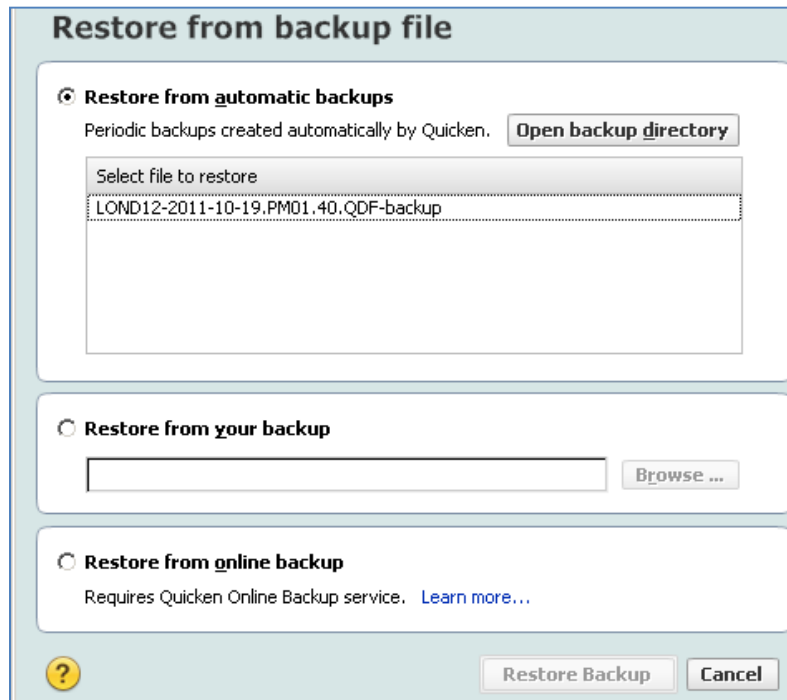 Restore from backup file
Restore from automatic backups
Periodic backups created automatically by Quicken. Open backup directory
Select file to restore
LOND12-2011-10-19.PM01.40.QDF-backup
Restore from your backup
Browse ...
Restore from online backup
Requires Quicken Online Backup service. Learn more...
? Restore Backup Cancel